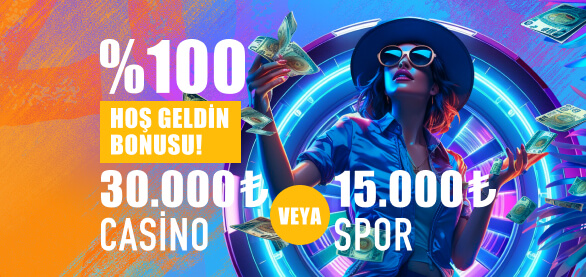 %100
HOŞ GELDİN
BONUSU!
30.000₺ VEYA 15.000₺
CASİNO SPOR